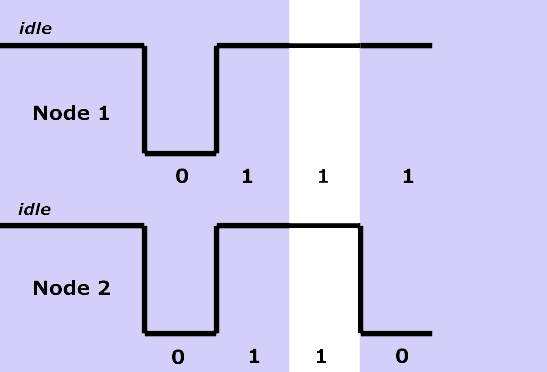 idle
Node 1
0 1 1 1
idle
Node 2
0 1 1 0